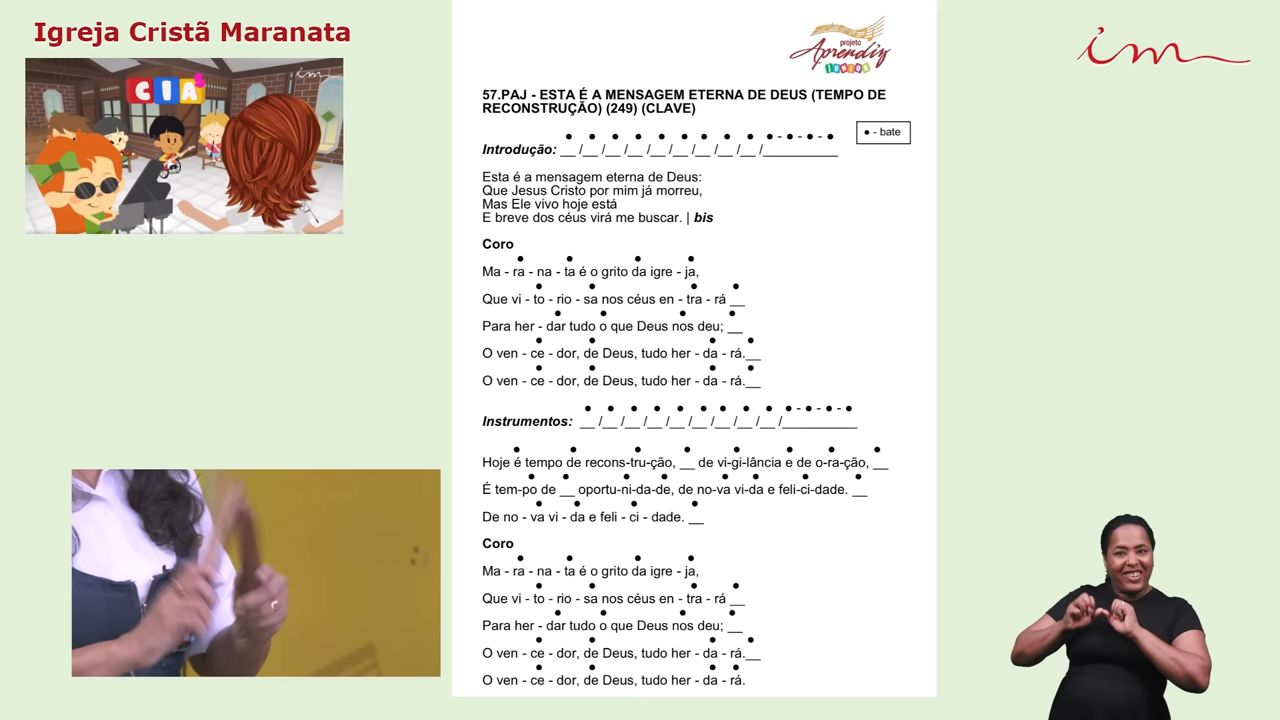 Igreja Cristã Maranata
CIAs
im
projeto
Aprendiz
JÚNIOR
im
57.PAJ - ESTA É A MENSAGEM ETERNA DE DEUS (TEMPO DE
RECONSTRUÇÃO) (249) (CLAVE)
● - bate
● ● ● ● ● ● ● ● ● ● - ● - ● - ●
Introdução: __ /__ /__ /__ /__ /__ /__ /__ /__ /__________
Esta é a mensagem eterna de Deus:
Que Jesus Cristo por mim já morreu,
Mas Ele vivo hoje está
E breve dos céus virá me buscar. | bis
Coro
Ma - ra - na - ta é o grito da igre - ja,
Que vi - to - rio - sa nos céus en - tra - rá __
Para her - dar tudo o que Deus nos deu; __
O ven - ce - dor, de Deus, tudo her - da - rá.__
O ven - ce - dor, de Deus, tudo her - da - rá.__
● ● ● ● ● ● ● ● ● ● - ● - ● - ●
Instrumentos: __ /__ /__ /__ /__ /__ /__ /__ /__ /__________
Hoje é tempo de recons-tru-ção, __ de vi-gi-lância e de o-ra-ção, __
É tem-po de __ oportu-ni-da-de, de no-va vi-da e feli-ci-dade. __
De no - va vi - da e feli - ci - dade. __
Coro
Ma - ra - na - ta é o grito da igre - ja,
Que vi - to - rio - sa nos céus en - tra - rá __
Para her - dar tudo o que Deus nos deu; __
O ven - ce - dor, de Deus, tudo her - da - rá.__
O ven - ce - dor, de Deus, tudo her - da - rá.